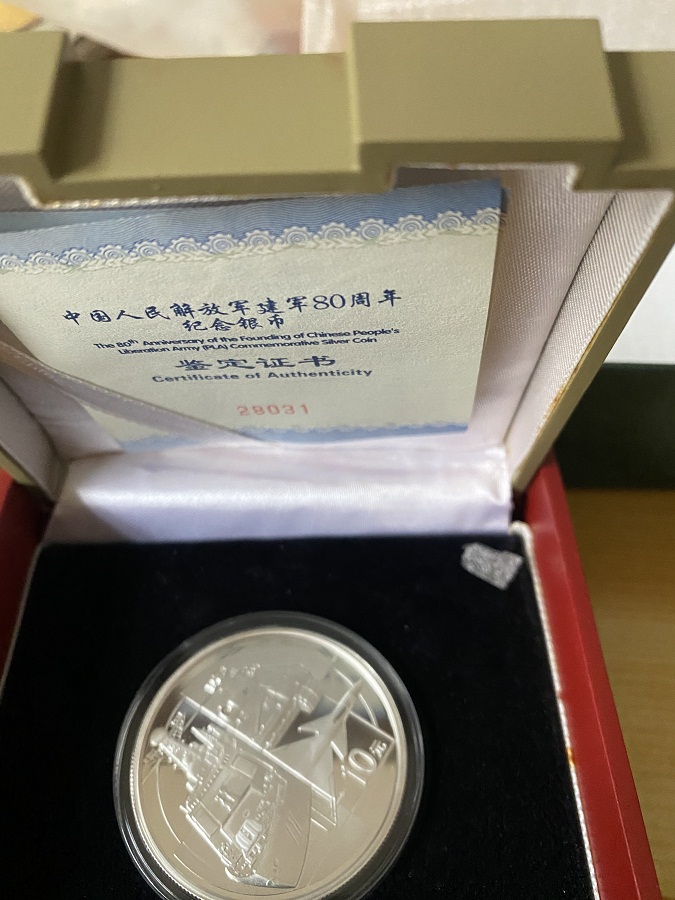 中国人民解放军建军80周年
纪念银币
The 80th Anniversary of the Founding of Chinese People's
Liberation Army (PLA) Commemorative Silver Coin
鉴定证书
Certificate of Authenticity
28031
10元